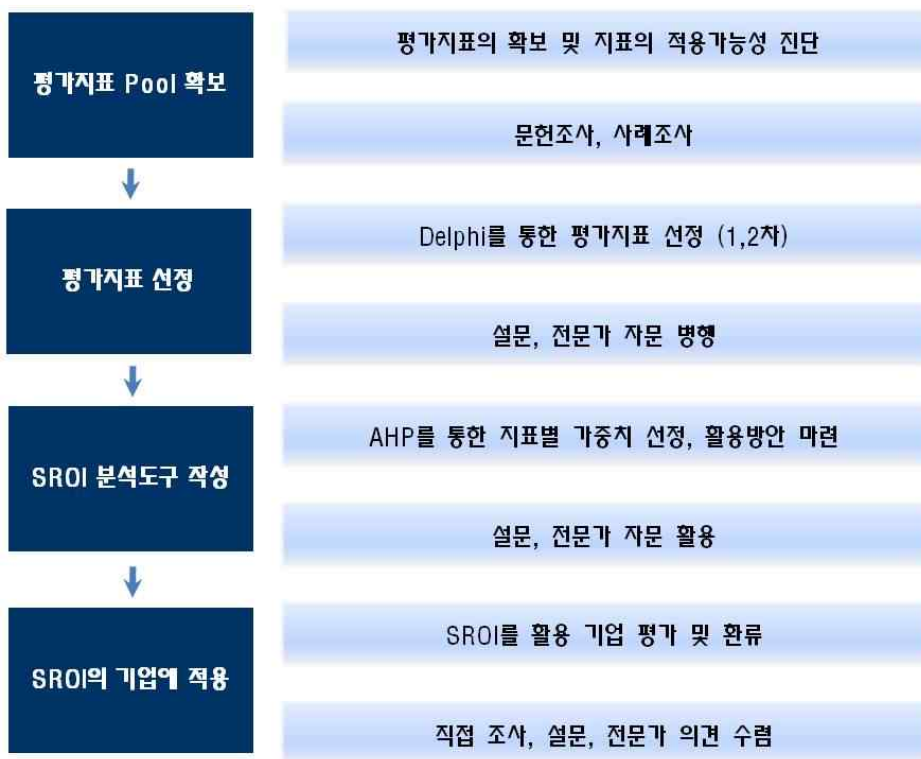 평가지표 Pool 확보
평가지표의 확보 및 지표의 적용가능성 진단
문헌조사, 사례조사
평가지표 선정
Delphi를 통한 평가지표 선정 (1,2차)
설문, 전문가 자문 병행
SROI 분석도구 작성
AHP를 통한 지표별 가중치 선정, 활용방안 마련
설문, 전문가 자문 활용
SROI의 기업에 적용
SROI를 활용 기업 평가 및 환류
직접 조사, 설문, 전문가 의견 수렴